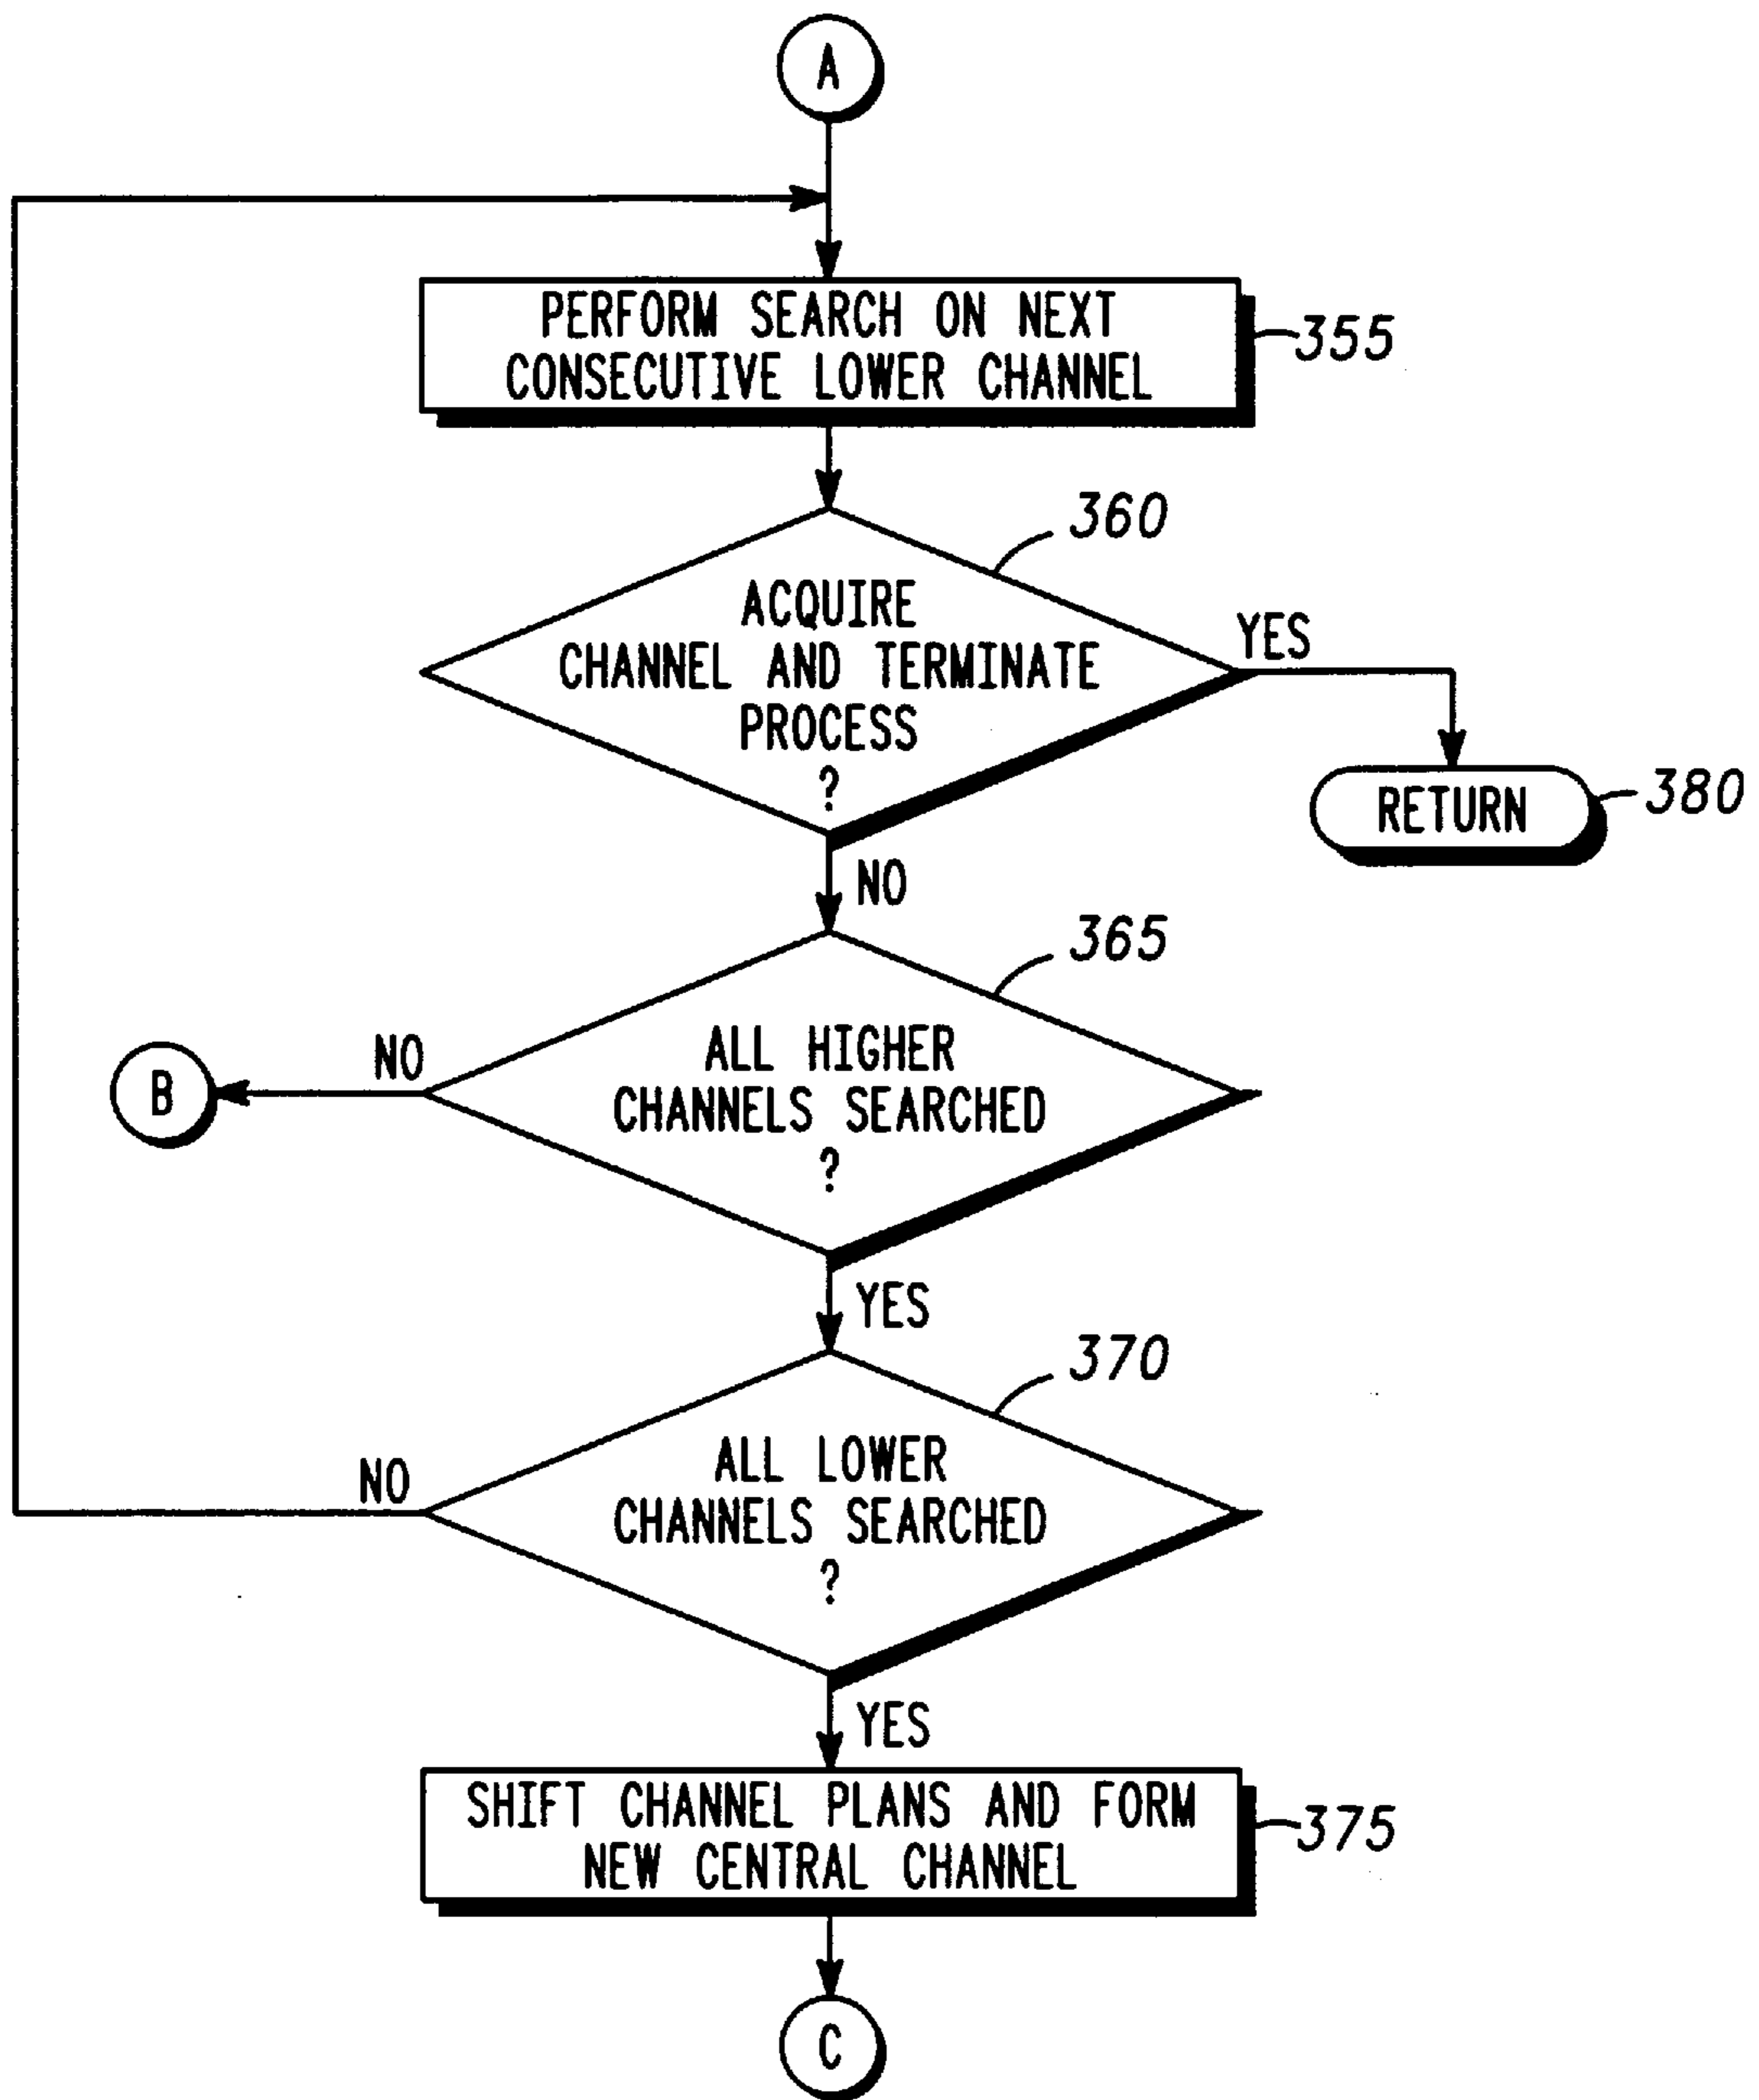 A
PERFORM SEARCH ON NEXT
CONSECUTIVE LOWER CHANNEL
355
360
ACQUIRE
CHANNEL AND TERMINATE
PROCESS
?
YES
RETURN
380
NO
365
ALL HIGHER
CHANNELS SEARCHED
?
NO
B
YES
370
ALL LOWER
CHANNELS SEARCHED
?
NO
YES
SHIFT CHANNEL PLANS AND FORM
NEW CENTRAL CHANNEL
375
C